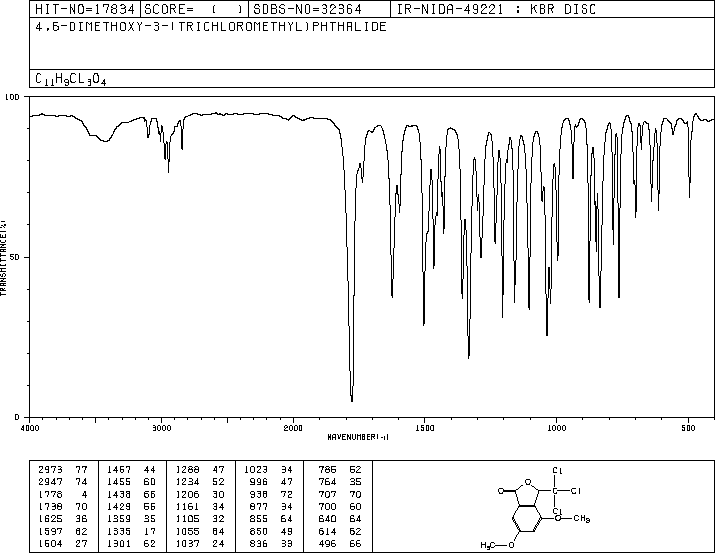 HIT-NO=17834 SCORE= ( ) SDBS-NO=32364 IR-NIDA-49221 : KBR DISC
4,6-DIMETHOXY-3-(TRICHLOROMETHYL)PHTHALIDE
C11H9CL3O4
100
TRANSMITTANCE(%)
50
0
4000 3000 2000 1500 1000 500
WAVENUMBER(-1)
2973 77 1467 44 1288 47 1023 34 786 52
2947 74 1455 60 1234 52 996 47 764 35
1778 4 1438 66 1206 30 938 72 707 70
1738 70 1429 55 1161 34 877 34 700 60
1625 36 1359 35 1105 32 855 64 640 64
1597 62 1335 17 1055 64 850 49 614 62
1504 27 1301 62 1037 24 836 33 496 66
Cl
O O C Cl
Cl
O CH3
H3C O